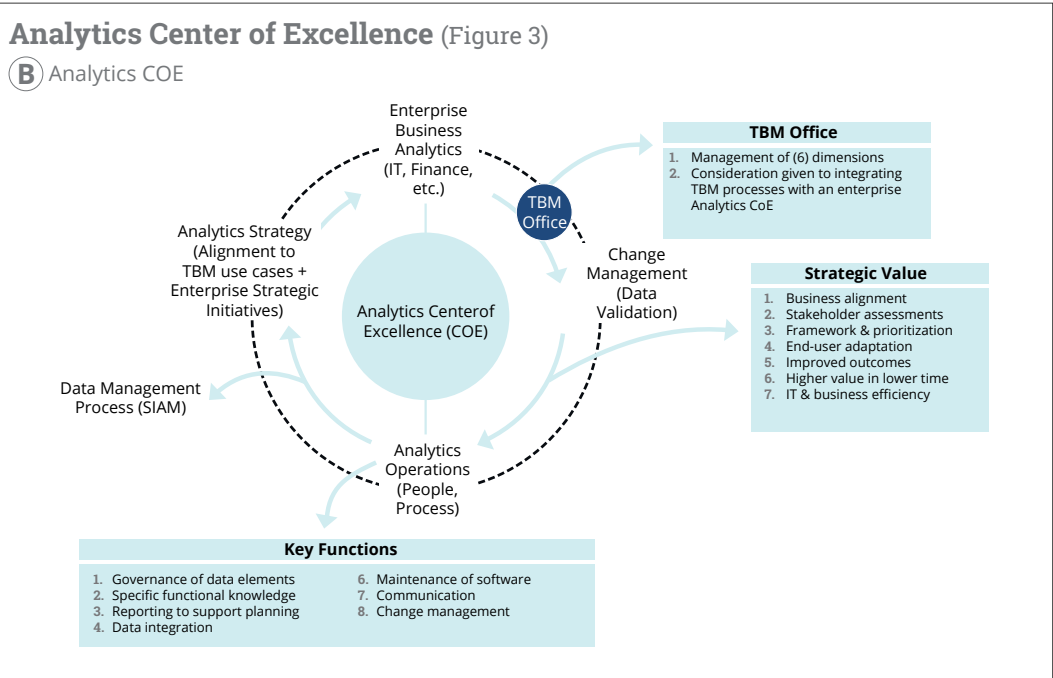 Analytics Center of Excellence (Figure 3)
B Analytics COE
Enterprise
Business
Analytics
(IT, Finance,
etc.)
TBM
Office
TBM Office
1. Management of (6) dimensions
2. Consideration given to integrating
TBM processes with an enterprise
Analytics CoE
Analytics Strategy
(Alignment to
TBM use cases +
Enterprise Strategic
Initiatives)
Analytics Centerof
Excellence (COE)
Change
Management
(Data
Validation)
Strategic Value
1. Business alignment
2. Stakeholder assessments
3. Framework & prioritization
4. End-user adaptation
5. Improved outcomes
6. Higher value in lower time
7. IT & business efficiency
Data Management
Process (SIAM)
Analytics
Operations
(People,
Process)
Key Functions
1. Governance of data elements
2. Specific functional knowledge
3. Reporting to support planning
4. Data integration
6. Maintenance of software
7. Communication
8. Change management